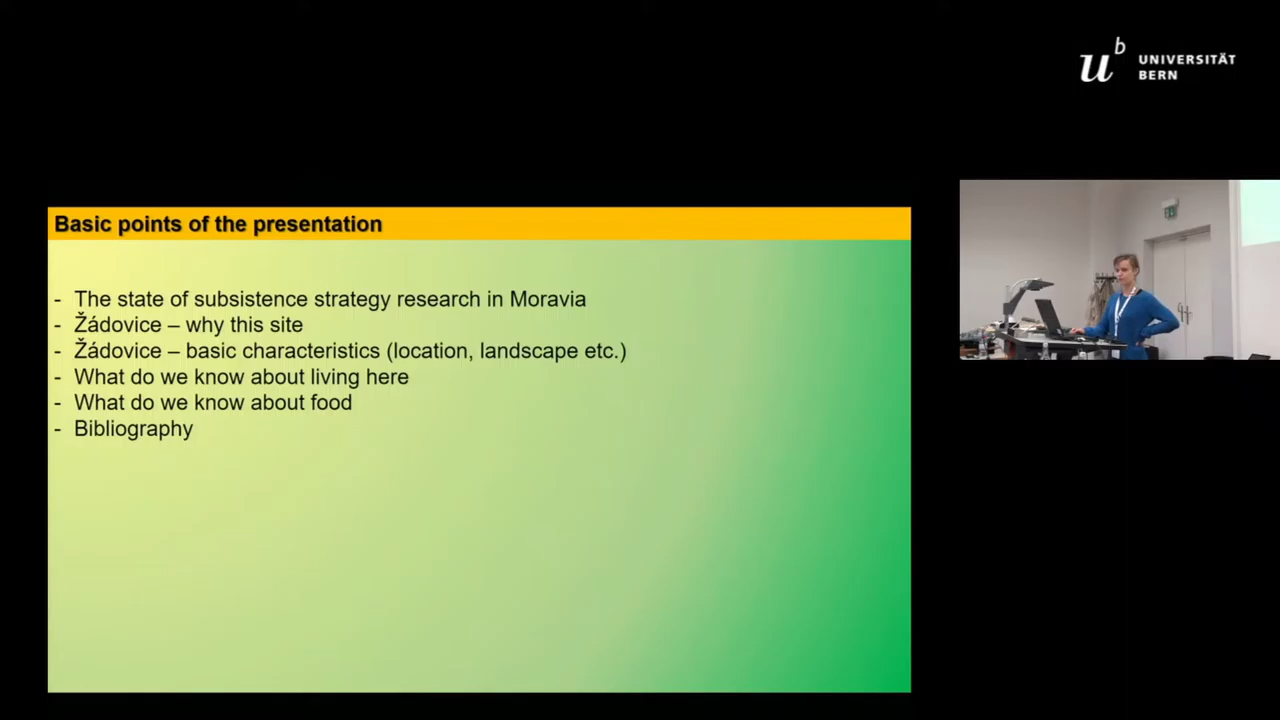 u b
UNIVERSITÄT
BERN
Basic points of the presentation
- The state of subsistence strategy research in Moravia
- Žádovice – why this site
- Žádovice – basic characteristics (location, landscape etc.)
- What do we know about living here
- What do we know about food
- Bibliography